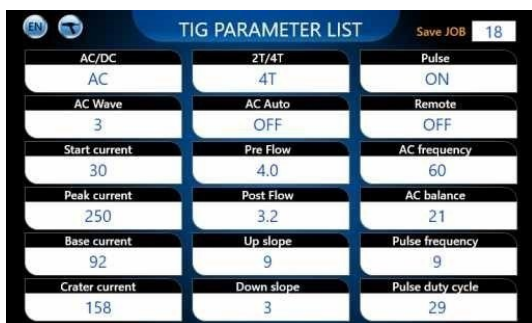 EN TIG PARAMETER LIST Save JOB 18
AC/DC 2T/4T Pulse
AC 4T ON
AC Wave AC Auto Remote
3 OFF OFF
Start current Pre Flow AC frequency
30 4.0 60
Peak current Post Flow AC balance
250 3.2 21
Base current Up slope Pulse frequency
92 9 9
Crater current Down slope Pulse duty cycle
158 3 29